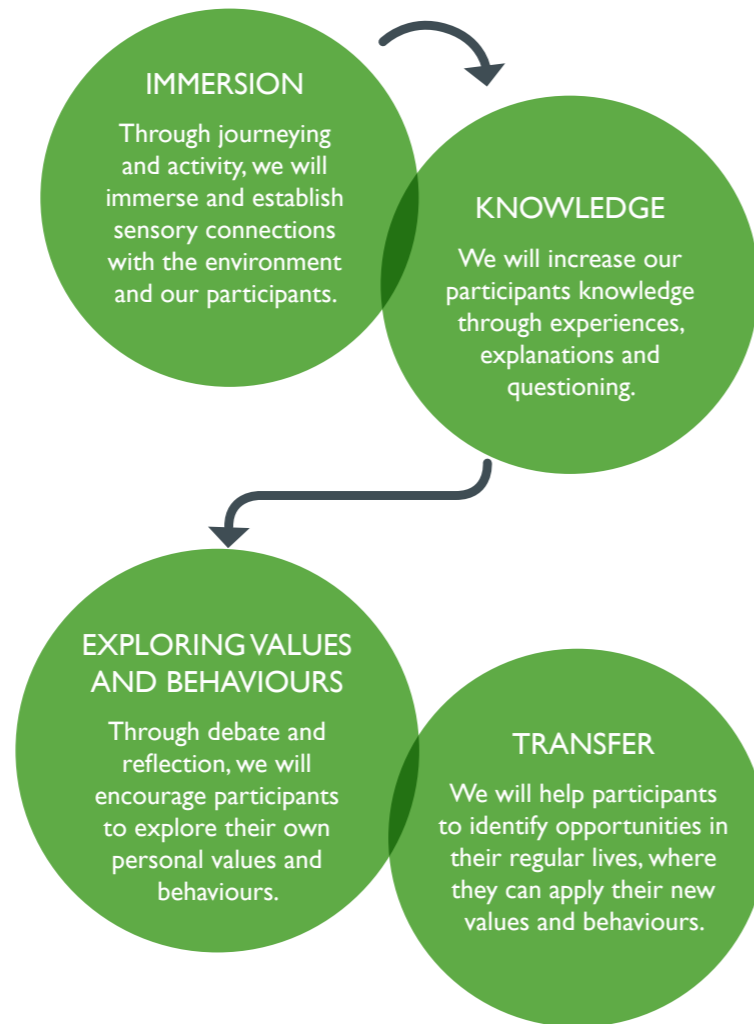 IMMERSION
Through journeying
and activity, we will
immerse and establish
sensory connections
with the environment
and our participants.
KNOWLEDGE
We will increase our
participants knowledge
through experiences,
explanations and
questioning.
EXPLORING VALUES
AND BEHAVIOURS
Through debate and
reflection, we will
encourage participants
to explore their own
personal values and
behaviours.
TRANSFER
We will help participants
to identify opportunities in
their regular lives, where
they can apply their new
values and behaviours.